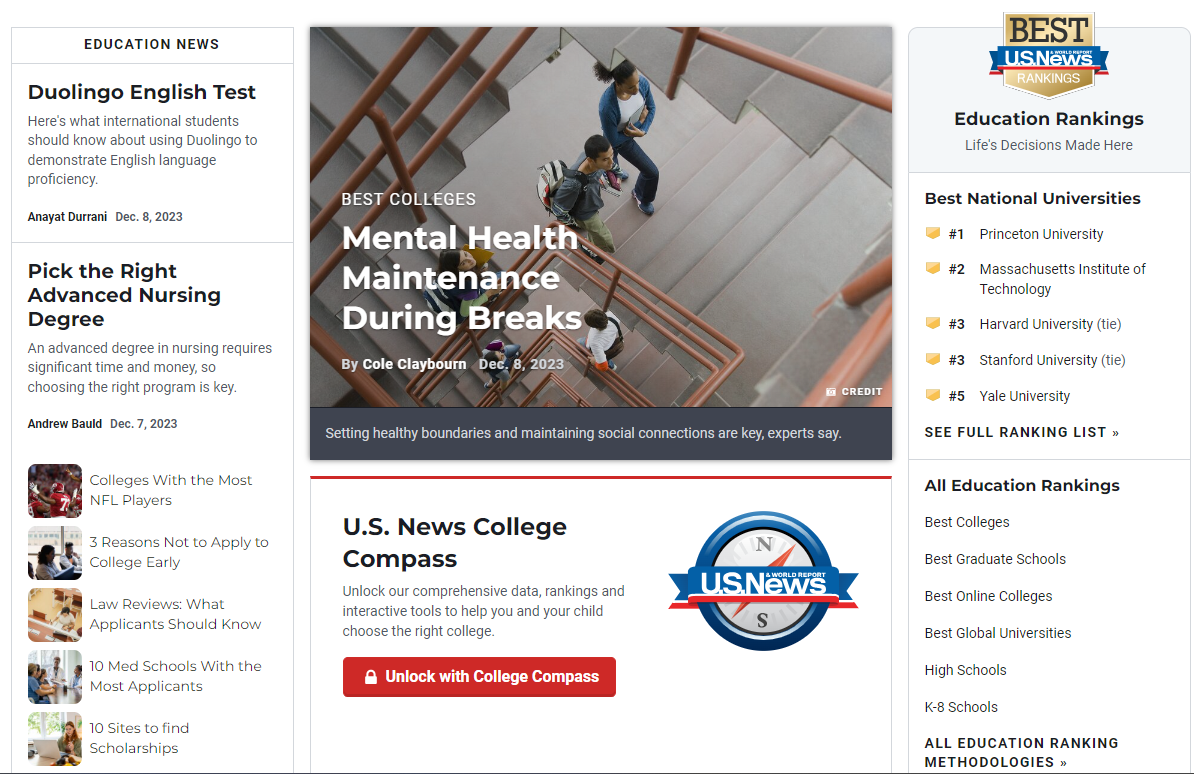 EDUCATION NEWS
Duolingo English Test
Here's what international students
should know about using Duolingo to
demonstrate English language
proficiency.
Anayat Durrani Dec. 8, 2023
Pick the Right
Advanced Nursing
Degree
An advanced degree in nursing requires
significant time and money, so
choosing the right program is key.
Andrew Bauld Dec. 7, 2023
Colleges With the Most
NFL Players
3 Reasons Not to Apply to
College Early
Law Reviews: What
Applicants Should Know
10 Med Schools With the
Most Applicants
10 Sites to find
Scholarships
BEST COLLEGES
Mental Health
Maintenance
During Breaks
By Cole Claybourn Dec. 8, 2023
CREDIT
Setting healthy boundaries and maintaining social connections are key, experts say.
U.S. News College
Compass
Unlock our comprehensive data, rankings and
interactive tools to help you and your child
choose the right college.
Unlock with College Compass
N
U.S.News & WORLD REPORT
S
BEST
U.S.News & WORLD REPORT
RANKINGS
Education Rankings
Life's Decisions Made Here
Best National Universities
#1 Princeton University
#2 Massachusetts Institute of
Technology
#3 Harvard University (tie)
#3 Stanford University (tie)
#5 Yale University
SEE FULL RANKING LIST »
All Education Rankings
Best Colleges
Best Graduate Schools
Best Online Colleges
Best Global Universities
High Schools
K-8 Schools
ALL EDUCATION RANKING
METHODOLOGIES »